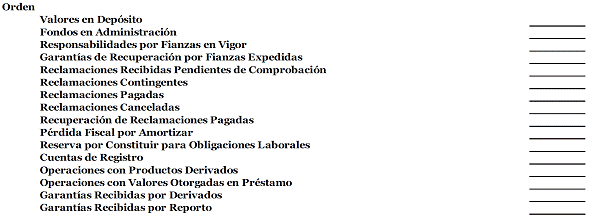 Orden
Valores en Depósito
Fondos en Administración
Responsabilidades por Fianzas en Vigor
Garantías de Recuperación por Fianzas Expedidas
Reclamaciones Recibidas Pendientes de Comprobación
Reclamaciones Contingentes
Reclamaciones Pagadas
Reclamaciones Canceladas
Recuperación de Reclamaciones Pagadas
Pérdida Fiscal por Amortizar
Reserva por Constituir para Obligaciones Laborales
Cuentas de Registro
Operaciones con Productos Derivados
Operaciones con Valores Otorgadas en Préstamo
Garantías Recibidas por Derivados
Garantías Recibidas por Reporto